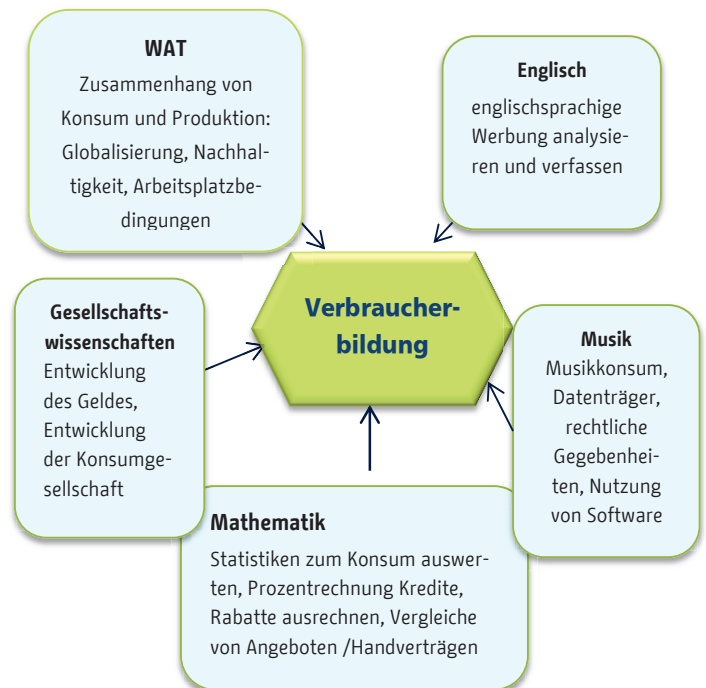 WAT
Zusammenhang von
Konsum und Produktion:
Globalisierung, Nachhal-
tigkeit, Arbeitsplatzbe-
dingungen
Englisch
englischsprachige
Werbung analysie-
ren und verfassen
Verbraucher-
bildung
Gesellschafts-
wissenschaften
Entwicklung
des Geldes,
Entwicklung
der Konsumge-
sellschaft
Musik
Musikkonsum,
Datenträger,
rechtliche
Gegebenhei-
ten, Nutzung
von Software
Mathematik
Statistiken zum Konsum auswer-
ten, Prozentrechnung Kredite,
Rabatte ausrechnen, Vergleiche
von Angeboten /Handverträgen